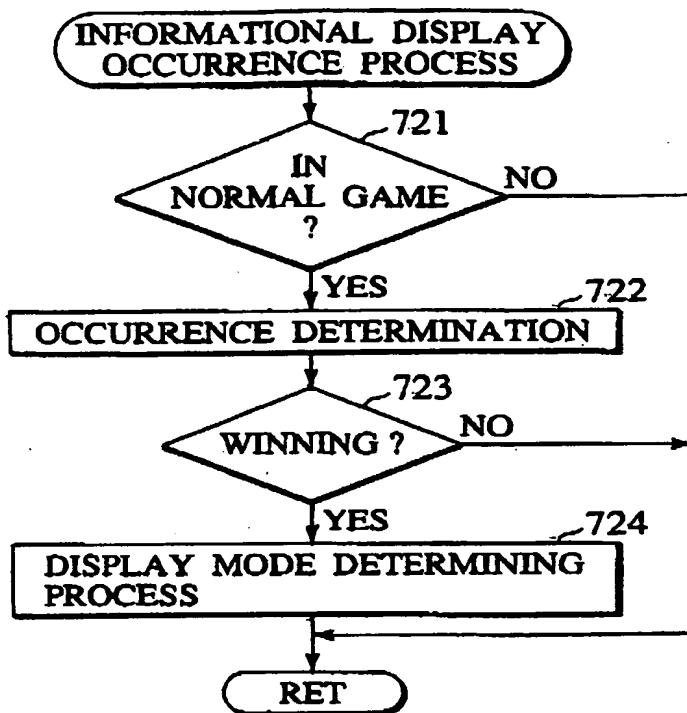 INFORMATIONAL DISPLAY
OCCURRENCE PROCESS
721
IN
NORMAL GAME
?
NO
YES
722
OCCURRENCE DETERMINATION
723
WINNING ?
NO
YES
724
DISPLAY MODE DETERMINING
PROCESS
RET